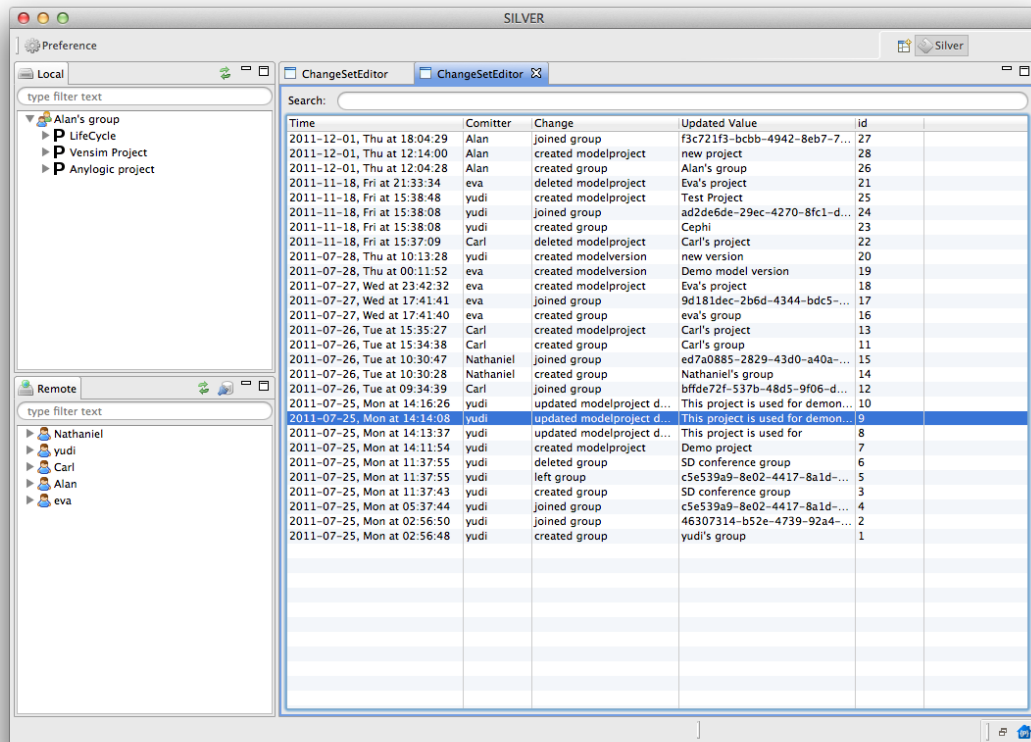 SILVER
Preference
Silver
Local
type filter text
Alan's group
P LifeCycle
P Vensim Project
P Anylogic project
Remote
type filter text
Nathaniel
yudi
Carl
Alan
eva
ChangeSetEditor
ChangeSetEditor
Search:
Time Comitter Change Updated Value id
2011-12-01, Thu at 18:04:29 Alan joined group f3c721f3-bcbb-4942-8eb7-7... 27
2011-12-01, Thu at 12:14:00 Alan created modelproject new project 28
2011-12-01, Thu at 12:04:28 Alan created group Alan's group 26
2011-11-18, Fri at 21:33:34 eva deleted modelproject Eva's project 21
2011-11-18, Fri at 15:38:48 yudi created modelproject Test Project 25
2011-11-18, Fri at 15:38:08 yudi joined group ad2de6de-29ec-4270-8fc1-d... 24
2011-11-18, Fri at 15:38:08 yudi created group Cephi 23
2011-11-18, Fri at 15:37:09 Carl deleted modelproject Carl's project 22
2011-07-28, Thu at 10:13:28 yudi created modelversion new version 20
2011-07-28, Thu at 00:11:52 eva created modelversion Demo model version 19
2011-07-27, Wed at 23:42:32 eva created modelproject Eva's project 18
2011-07-27, Wed at 17:41:41 eva joined group 9d181dec-2b6d-4344-bdc5-... 17
2011-07-27, Wed at 17:41:40 eva created group eva's group 16
2011-07-26, Tue at 15:35:27 Carl created modelproject Carl's project 13
2011-07-26, Tue at 15:34:38 Carl created group Carl's group 11
2011-07-26, Tue at 10:30:47 Nathaniel joined group ed7a0885-2829-43d0-a40a-... 15
2011-07-26, Tue at 10:30:28 Nathaniel created group Nathaniel's group 14
2011-07-26, Tue at 09:34:39 Carl joined group bffde72f-537b-48d5-9f06-d... 12
2011-07-25, Mon at 14:16:26 yudi updated modelproject d... This project is used for demon... 10
2011-07-25, Mon at 14:14:08 yudi updated modelproject d... This project is used for demon... 9
2011-07-25, Mon at 14:13:37 yudi updated modelproject d... This project is used for 8
2011-07-25, Mon at 14:11:54 yudi created modelproject Demo project 7
2011-07-25, Mon at 11:37:55 yudi deleted group SD conference group 6
2011-07-25, Mon at 11:37:55 yudi left group c5e539a9-8e02-4417-8a1d-... 5
2011-07-25, Mon at 11:37:43 yudi created group SD conference group 3
2011-07-25, Mon at 05:37:44 yudi joined group c5e539a9-8e02-4417-8a1d-... 4
2011-07-25, Mon at 02:56:50 yudi joined group 46307314-b52e-4739-92a4-... 2
2011-07-25, Mon at 02:56:48 yudi created group yudi's group 1